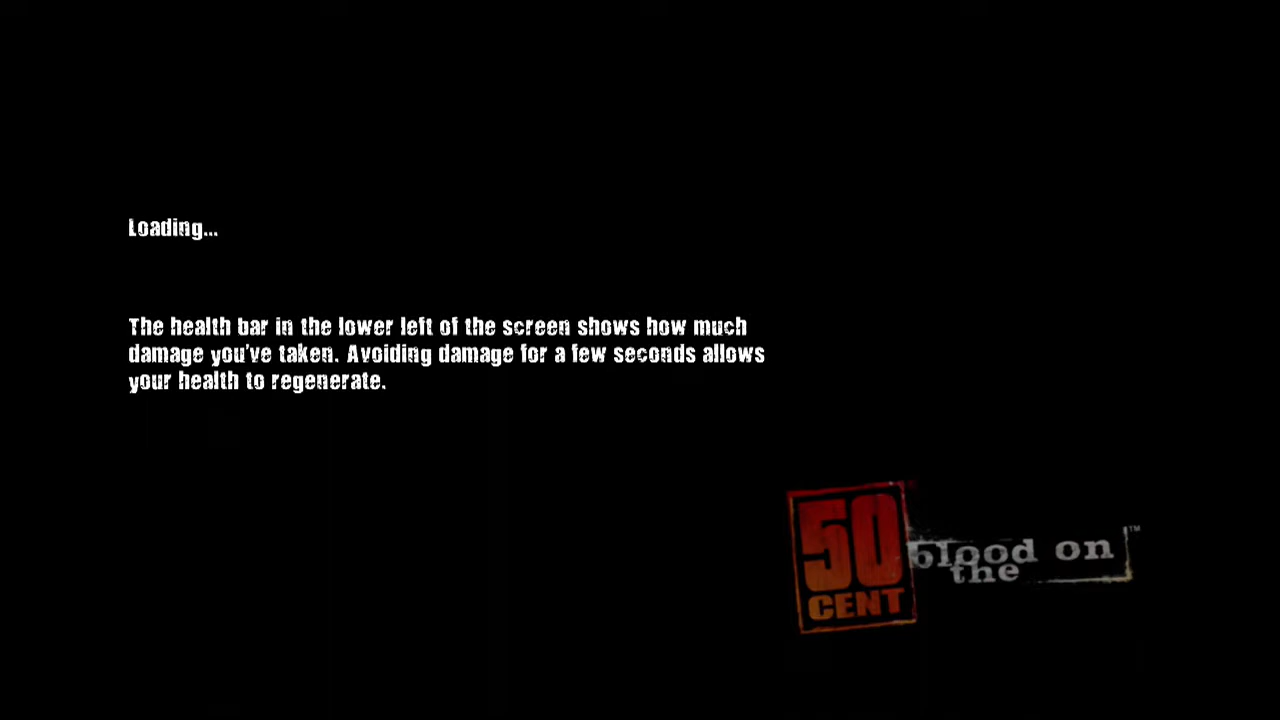 Loading...
The health bar in the lower left of the screen shows how much
damage you've taken. Avoiding damage for a few seconds allows
your health to regenerate.
50
CENT
blood on
the
™